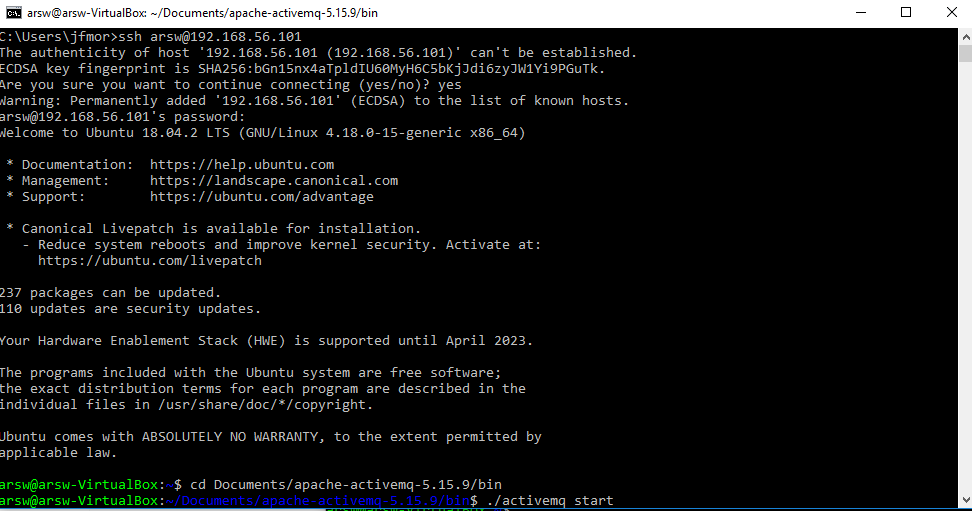 arsw@arsw-VirtualBox: ~/Documents/apache-activemq-5.15.9/bin
C:\Users\jfmor>ssh arsw@192.168.56.101
The authenticity of host '192.168.56.101 (192.168.56.101)' can't be established.
ECDSA key fingerprint is SHA256:bGn15nx4aTpldIU60MyH6C5bKjJdi6zyJW1Yi9PGuTk.
Are you sure you want to continue connecting (yes/no)? yes
Warning: Permanently added '192.168.56.101' (ECDSA) to the list of known hosts.
arsw@192.168.56.101's password:
Welcome to Ubuntu 18.04.2 LTS (GNU/Linux 4.18.0-15-generic x86_64)
* Documentation:  https://help.ubuntu.com
* Management:     https://landscape.canonical.com
* Support:        https://ubuntu.com/advantage
* Canonical Livepatch is available for installation.
- Reduce system reboots and improve kernel security. Activate at:
https://ubuntu.com/livepatch
237 packages can be updated.
110 updates are security updates.
Your Hardware Enablement Stack (HWE) is supported until April 2023.
The programs included with the Ubuntu system are free software;
the exact distribution terms for each program are described in the
individual files in /usr/share/doc/*/copyright.
Ubuntu comes with ABSOLUTELY NO WARRANTY, to the extent permitted by
applicable law.
arsw@arsw-VirtualBox:~$ cd Documents/apache-activemq-5.15.9/bin
arsw@arsw-VirtualBox:~/Documents/apache-activemq-5.15.9/bin$ ./activemq start